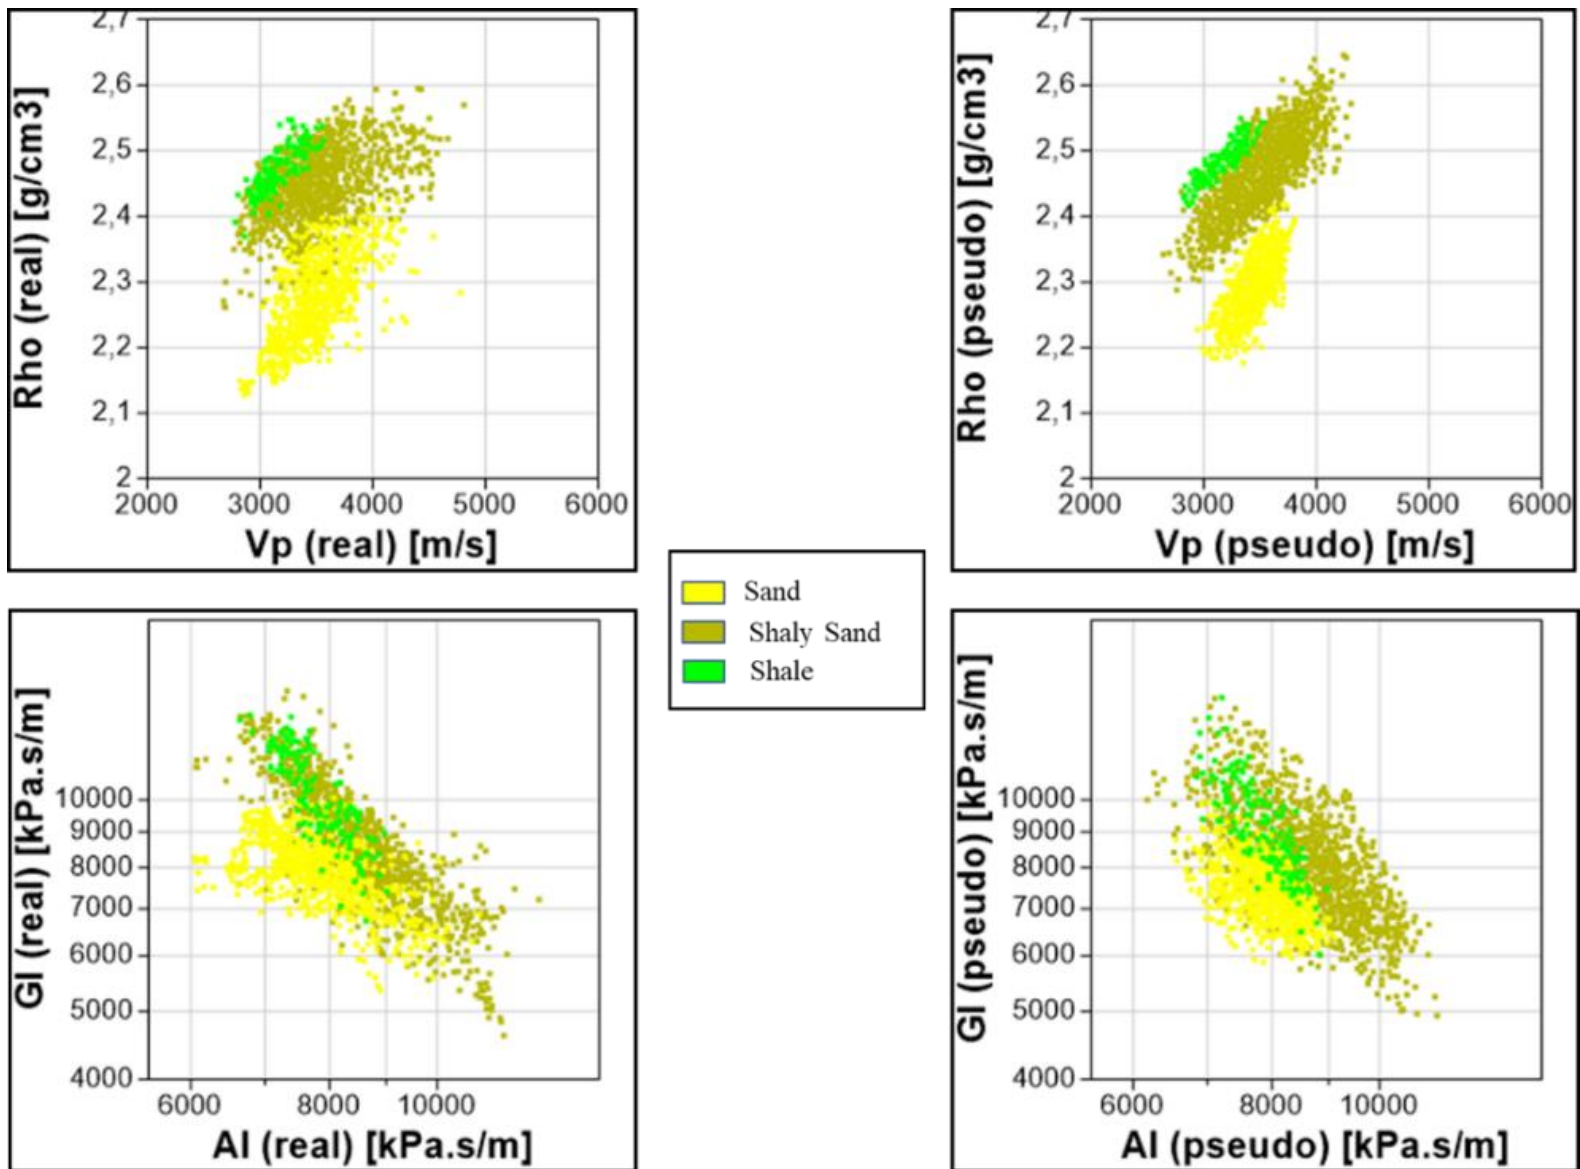 2,7
2,6
2,5
2,4
2,3
2,2
2,1
2
2000 3000 4000 5000 6000
Rho (real) [g/cm3]
Vp (real) [m/s]
2,7
2,6
2,5
2,4
2,3
2,2
2,1
2
2000 3000 4000 5000 6000
Rho (pseudo) [g/cm3]
Vp (pseudo) [m/s]
Sand
Shaly Sand
Shale
10000
9000
8000
7000
6000
5000
4000
6000 8000 10000
GI (real) [kPa.s/m]
AI (real) [kPa.s/m]
10000
9000
8000
7000
6000
5000
4000
6000 8000 10000
GI (pseudo) [kPa.s/m]
AI (pseudo) [kPa.s/m]